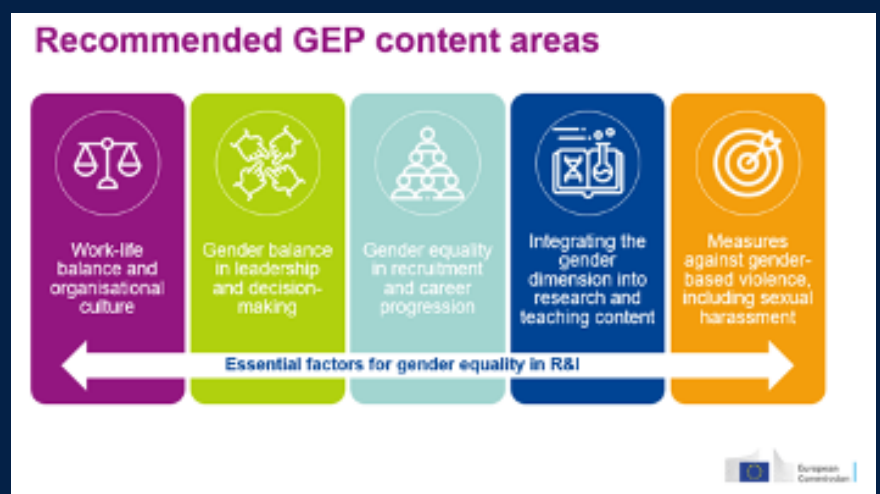 Recommended GEP content areas
Work-life
balance and
organisational
culture
Gender balance
in leadership
and decision-
making
Gender equality
in recruitment
and career
progression
Integrating the
gender
dimension into
research and
teaching content
Measures
against gender-
based violence,
including sexual
harassment
Essential factors for gender equality in R&I
European
Commission